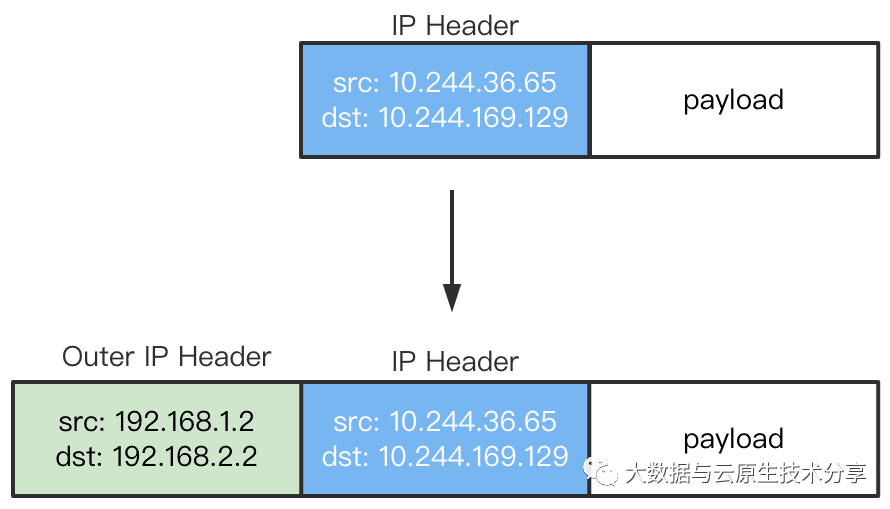 IP Header
src: 10.244.36.65
dst: 10.244.169.129
payload
Outer IP Header
IP Header
src: 192.168.1.2
dst: 192.168.2.2
src: 10.244.36.65
dst: 10.244.169.129
payload
大数据与云原生技术分享